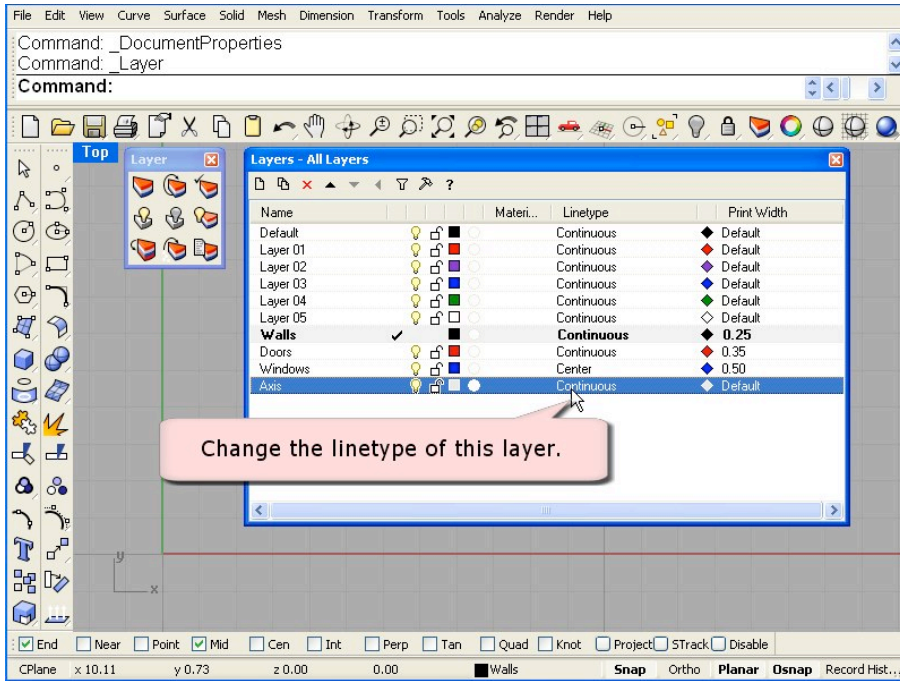 File Edit View Curve Surface Solid Mesh Dimension Transform Tools Analyze Render Help
Command: _DocumentProperties
Command: _Layer
Command:
Top
Layer
Layers - All Layers
Name Materi... Linetype Print Width
Default Continuous Default
Layer 01 Continuous Default
Layer 02 Continuous Default
Layer 03 Continuous Default
Layer 04 Continuous Default
Layer 05 Continuous Default
Walls Continuous 0.25
Doors Continuous 0.35
Windows Center 0.50
Axis Continuous Default
Change the linetype of this layer.
y
x
End Near Point Mid Cen Int Perp Tan Quad Knot Project STrack Disable
CPlane x 10.11 y 0.73 z 0.00 0.00 Walls Snap Ortho Planar Osnap Record Hist...